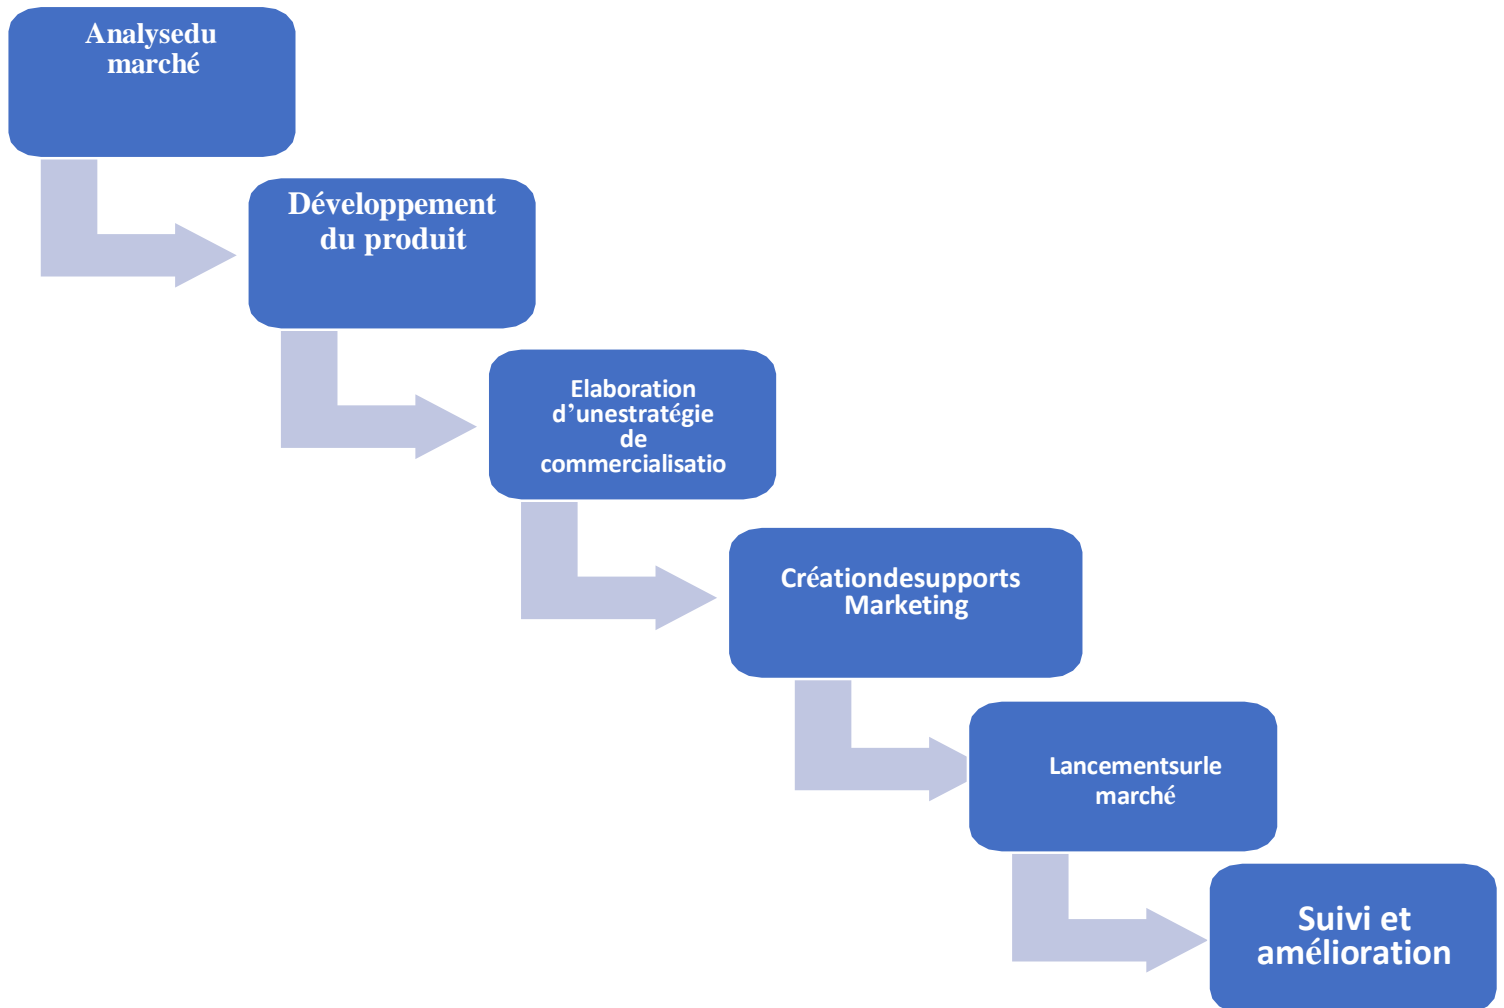 Analysedu
marché
Développement
du produit
Elaboration
d’unestratégie
de
commercialisatio
Créationdesupports
Marketing
Lancementsurle
marché
Suivi et
amélioration